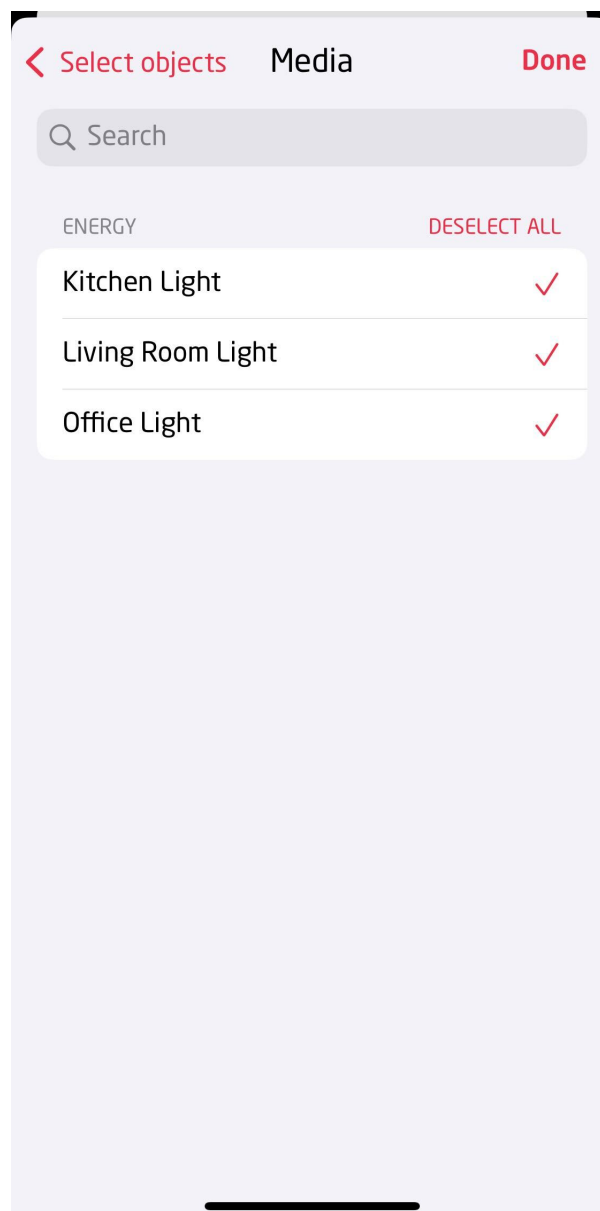 Select objects Media Done
Search
ENERGY DESELECT ALL
Kitchen Light
Living Room Light
Office Light